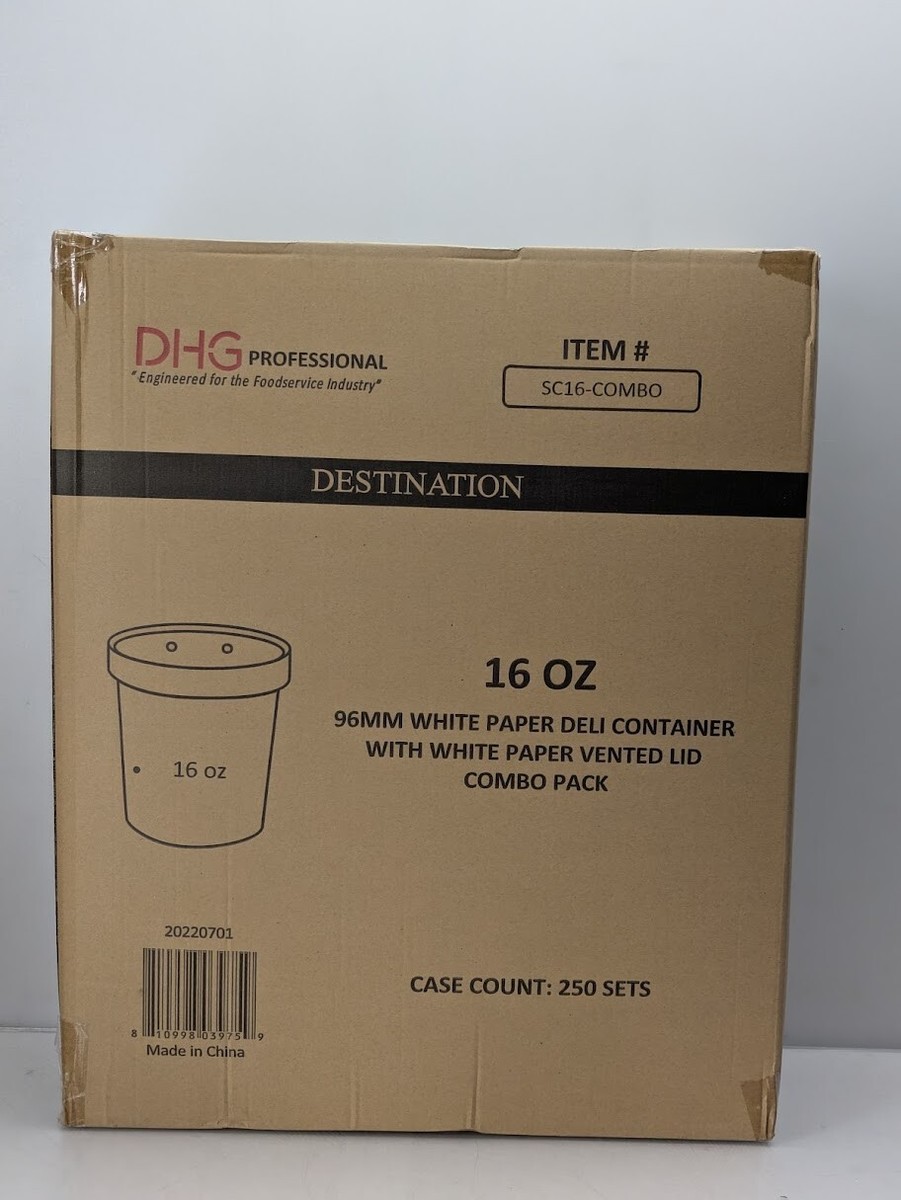 DHG PROFESSIONAL
"Engineered for the Foodservice Industry"
ITEM #
SC16-COMBO
DESTINATION
16 oz
16 OZ
96MM WHITE PAPER DELI CONTAINER
WITH WHITE PAPER VENTED LID
COMBO PACK
20220701
8 10998 03975 9
Made in China
CASE COUNT: 250 SETS